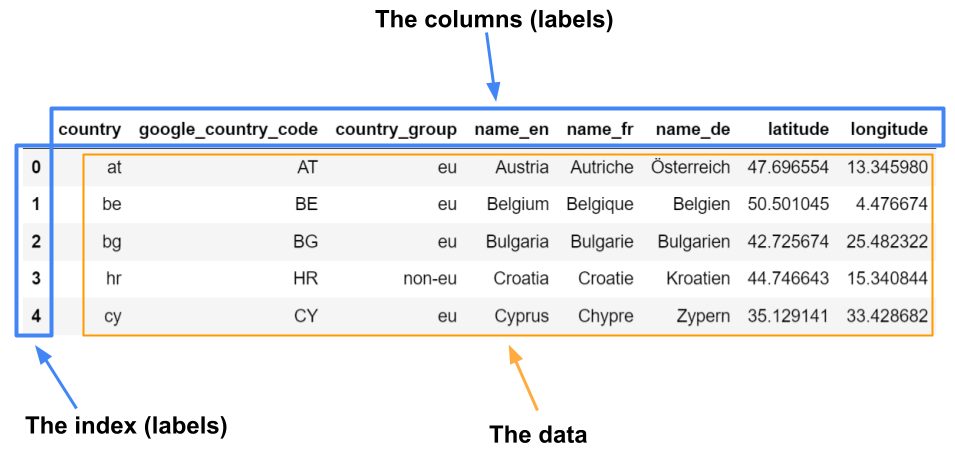 The columns (labels)
country google_country_code country_group name_en name_fr name_de latitude longitude
0 at AT eu Austria Autriche Österreich 47.696554 13.345980
1 be BE eu Belgium Belgique Belgien 50.501045 4.476674
2 bg BG eu Bulgaria Bulgarie Bulgarien 42.725674 25.482322
3 hr HR non-eu Croatia Croatie Kroatien 44.746643 15.340844
4 cy CY eu Cyprus Chypre Zypern 35.129141 33.428682
The index (labels)
The data